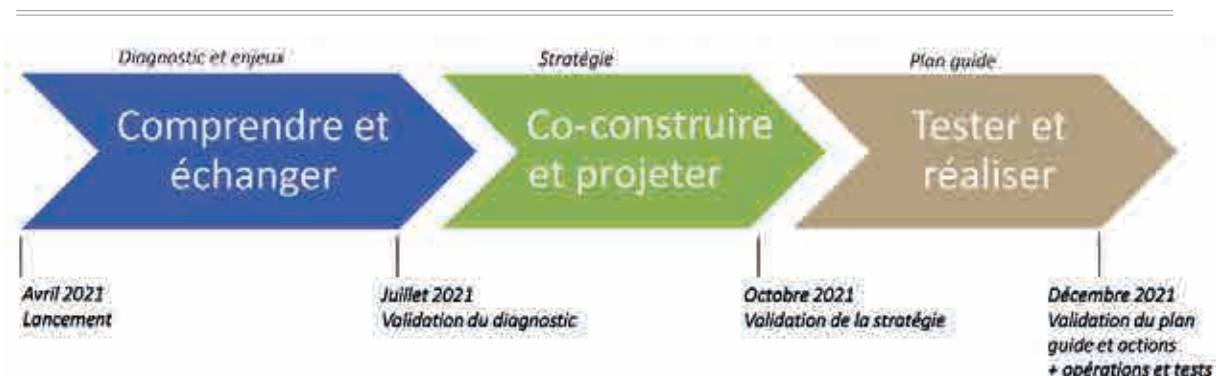 Diagnostic et enjeux
Stratégie
Plan guide
Comprendre et
échanger
Co-construire
et projeter
Tester et
réaliser
Avril 2021
Lancement
Juillet 2021
Validation du diagnostic
Octobre 2021
Validation de la stratégie
Décembre 2021
Validation du plan
guide et actions
+ opérations et tests